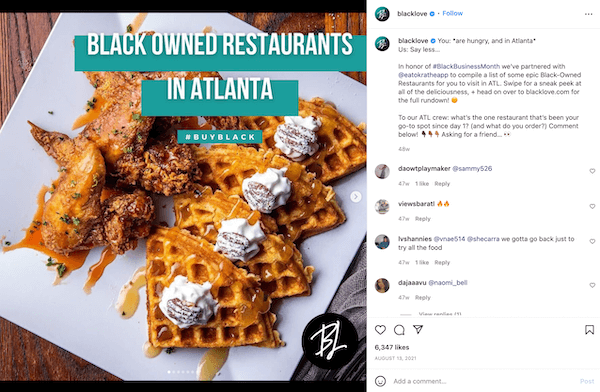 BLACK OWNED RESTAURANTS
IN ATLANTA
#BUYBLACK
BL
blacklove • Follow
blacklove You: *are hungry, and in Atlanta*
Us: Say less...
In honor of #BlackBusinessMonth we've partnered with
@eatokratheapp to compile a list of some epic Black-Owned
Restaurants for you to visit in ATL. Swipe for a sneak peek at
all of the deliciousness, + head on over to blacklove.com for
the full rundown! 😊
To our ATL crew: what's the one restaurant that's been your
go-to spot since day 1? (and what do you order?) Comment
below! 👇🏿👇🏾👇🏽 Asking for a friend... 👀
48w
daowtplaymaker @sammy526
47w 1 like Reply
viewsbarati 🔥🔥
47w Reply
lvshannies @vnae514 @shecarra we gotta go back just to
try all the food
47w 1 like Reply
dajaaavu @naomi_bell
47w Reply
View replies (1)
6,347 likes
AUGUST 13, 2021
Add a comment...
Post